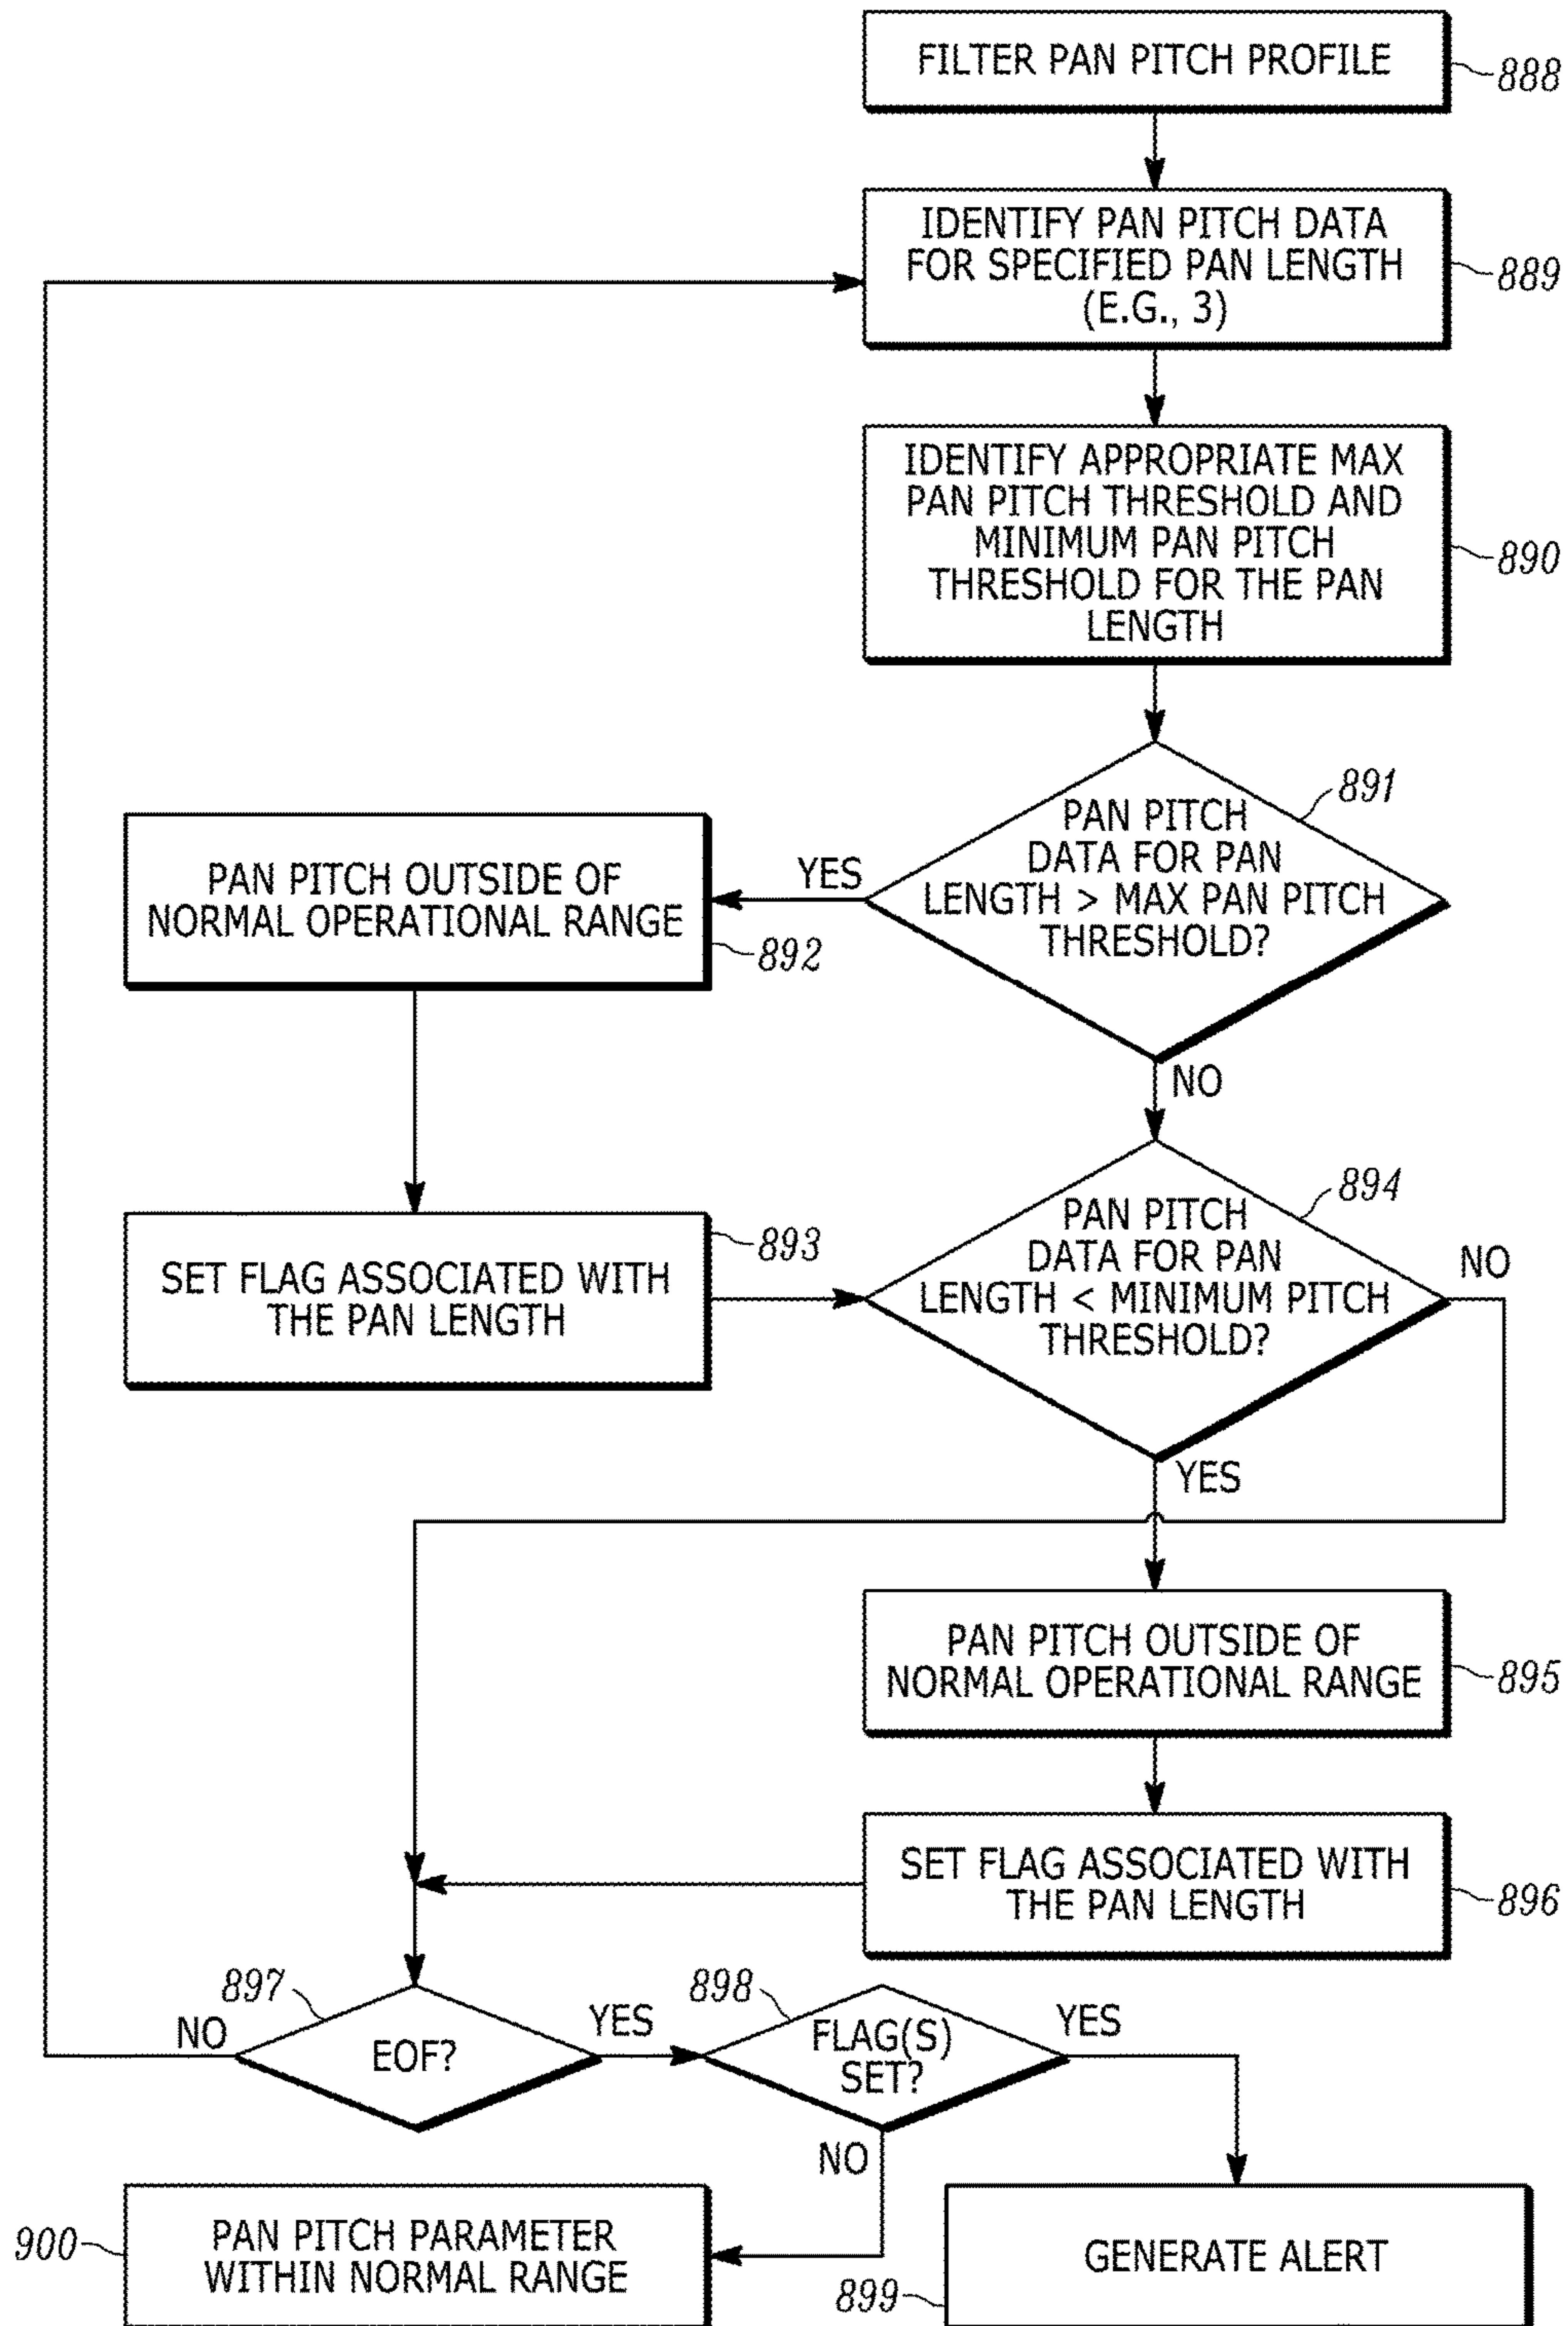 FILTER PAN PITCH PROFILE
888
IDENTIFY PAN PITCH DATA
FOR SPECIFIED PAN LENGTH
(E.G., 3)
889
IDENTIFY APPROPRIATE MAX
PAN PITCH THRESHOLD AND
MINIMUM PAN PITCH
THRESHOLD FOR THE PAN
LENGTH
890
PAN PITCH
DATA FOR PAN
LENGTH > MAX PAN PITCH
THRESHOLD?
891
YES
NO
PAN PITCH OUTSIDE OF
NORMAL OPERATIONAL RANGE
892
SET FLAG ASSOCIATED WITH
THE PAN LENGTH
893
PAN PITCH
DATA FOR PAN
LENGTH < MINIMUM PITCH
THRESHOLD?
894
NO
YES
PAN PITCH OUTSIDE OF
NORMAL OPERATIONAL RANGE
895
SET FLAG ASSOCIATED WITH
THE PAN LENGTH
896
897
NO
EOF?
YES
898
FLAG(S)
SET?
YES
NO
900
PAN PITCH PARAMETER
WITHIN NORMAL RANGE
GENERATE ALERT
899